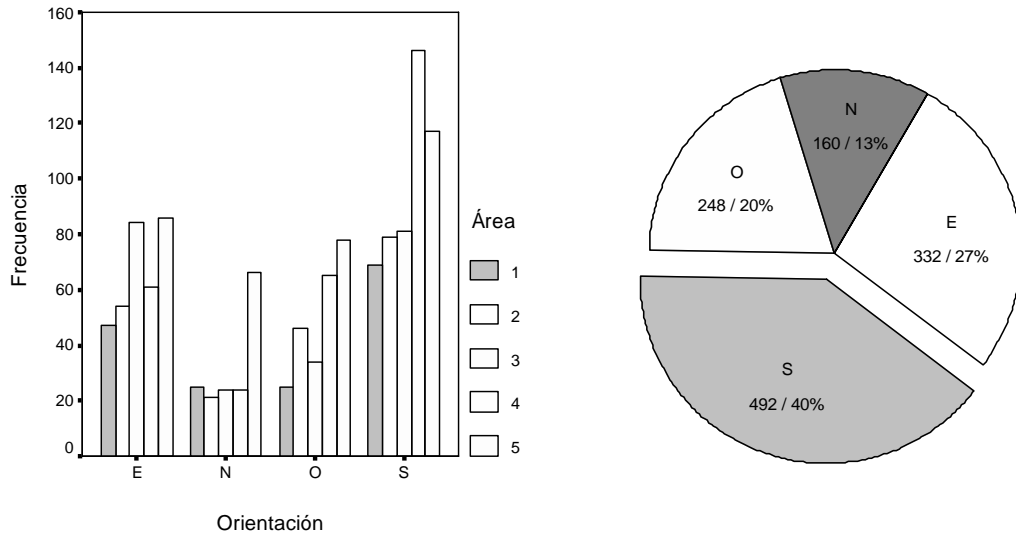 160
140
120
100
80
60
40
20
0
Frecuencia
E
N
O
S
Orientación
Área
1
2
3
4
5
N
160 / 13%
O
248 / 20%
E
332 / 27%
S
492 / 40%